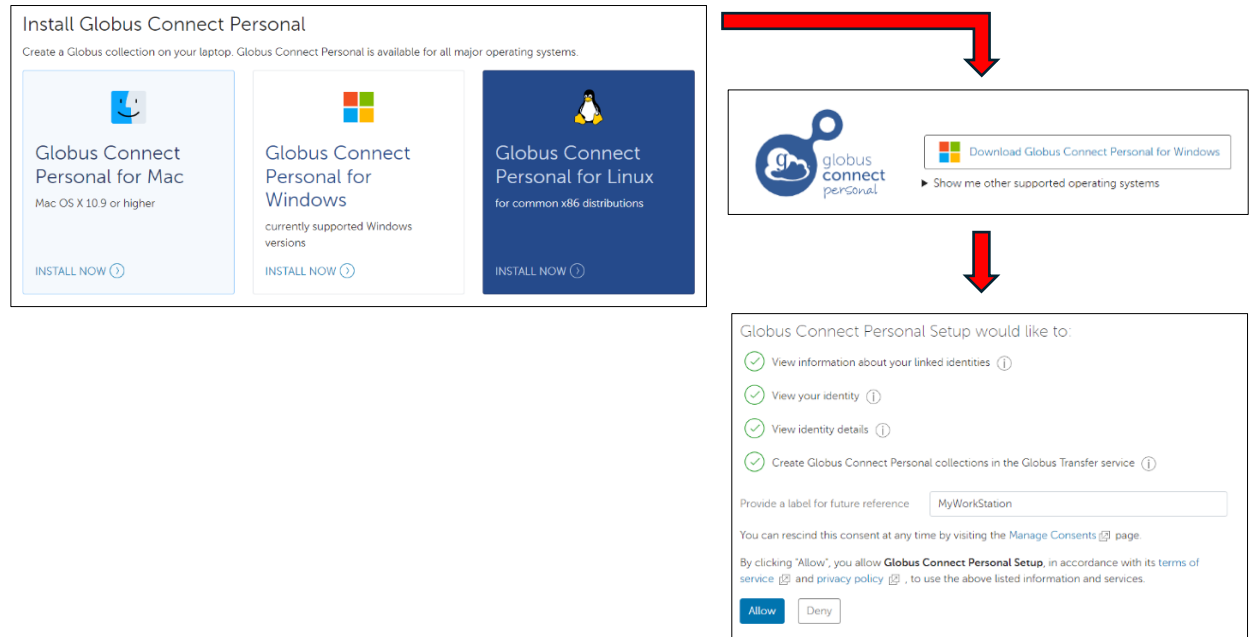 Install Globus Connect Personal
Create a Globus collection on your laptop. Globus Connect Personal is available for all major operating systems.
Globus Connect
Personal for Mac
Mac OS X 10.9 or higher
INSTALL NOW
Globus Connect
Personal for
Windows
currently supported Windows
versions
INSTALL NOW
Globus Connect
Personal for Linux
for common x86 distributions
INSTALL NOW
g
globus
connect
personal
Download Globus Connect Personal for Windows
Show me other supported operating systems
Globus Connect Personal Setup would like to:
View information about your linked identities
View your identity
View identity details
Create Globus Connect Personal collections in the Globus Transfer service
Provide a label for future reference MyWorkStation
You can rescind this consent at any time by visiting the Manage Consents page.
By clicking "Allow", you allow Globus Connect Personal Setup, in accordance with its terms of
service and privacy policy , to use the above listed information and services.
Allow Deny